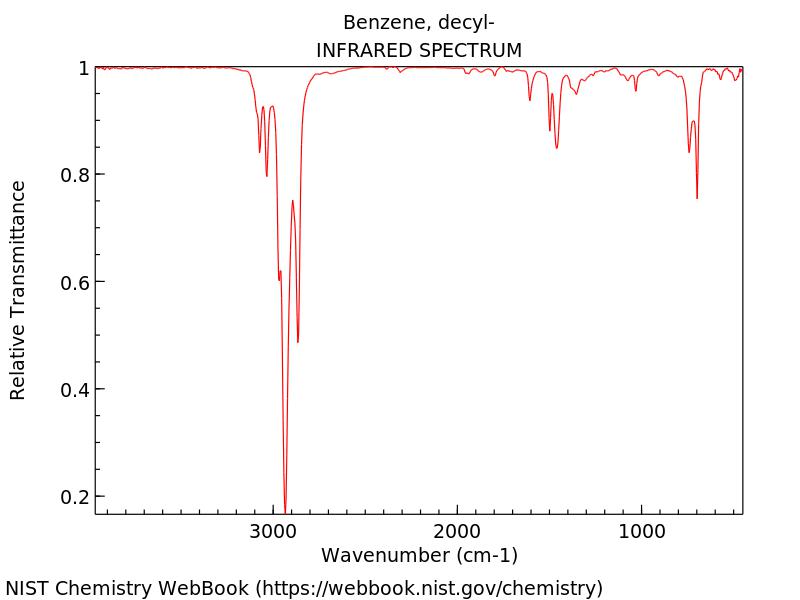 Benzene, decyl-
INFRARED SPECTRUM
1
0.8
0.6
0.4
0.2
Relative Transmittance
3000 2000 1000
Wavenumber (cm-1)
NIST Chemistry WebBook (https://webbook.nist.gov/chemistry)